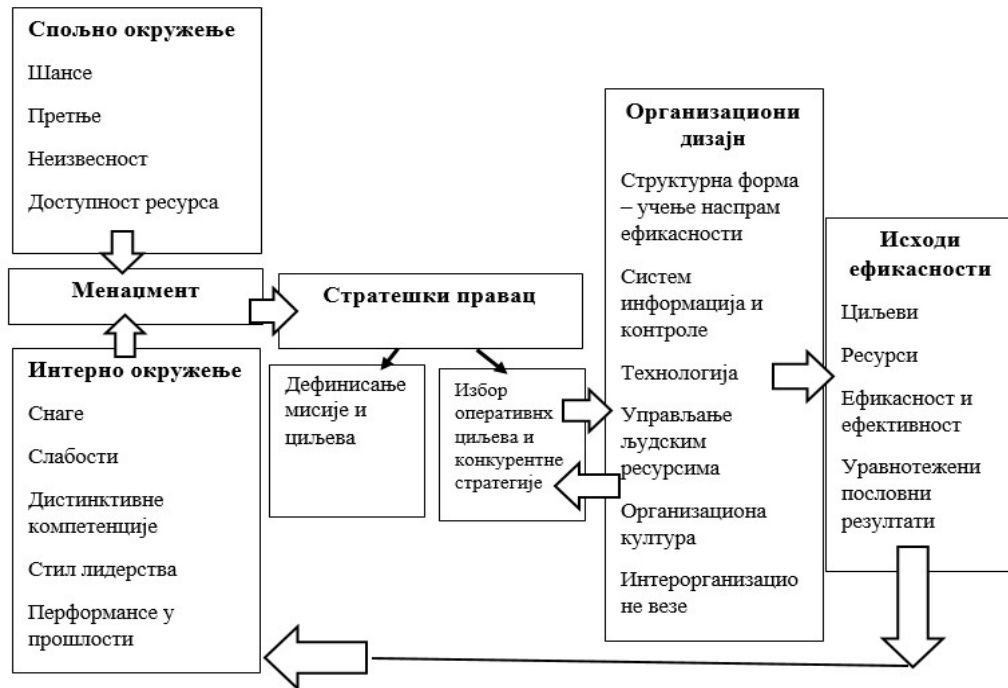 Спољно окружење
Шансе
Претње
Неизвесност
Доступност ресурса
Менаџмент
Интерно окружење
Снаге
Слабости
Дистинктивне
компетенције
Стил лидерства
Перформансе у
прошлости
Стратешки правац
Дефинисање
мисије и
циљева
Избор
оперативнх
циљева и
конкурентне
стратегије
Организациони
дизајн
Структурна форма
– учење наспрам
ефикасности
Систем
информација и
контроле
Технологија
Управљање
људским
ресурсима
Организациона
култура
Интерорганизацио
не везе
Исходи
ефикасности
Циљеви
Ресурси
Ефикасност и
ефективност
Уравнотежени
пословни
резултати